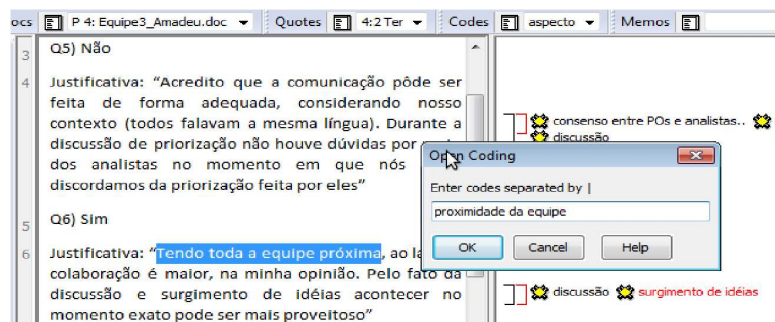 ocs P 4: Equipe3_Amadeu.doc Quotes 4:2 Ter Codes aspecto Memos
3 Q5) Não
4 Justificativa: “Acredito que a comunicação pôde ser
feita de forma adequada, considerando nosso
contexto (todos falavam a mesma língua). Durante a
discussão de priorização não houve dúvidas por
dos analistas no momento em que nós
discordamos da priorização feita por eles”
5 Q6) Sim
6 Justificativa: “Tendo toda a equipe próxima, ao
colaboração é maior, na minha opinião. Pelo fato da
discussão e surgimento de idéias acontecer no
momento exato pode ser mais proveitoso”
consenso entre POs e analistas..
discussão
Open Coding
Enter codes separated by |
proximidade da equipe
OK Cancel Help
discussão surgimento de idéias